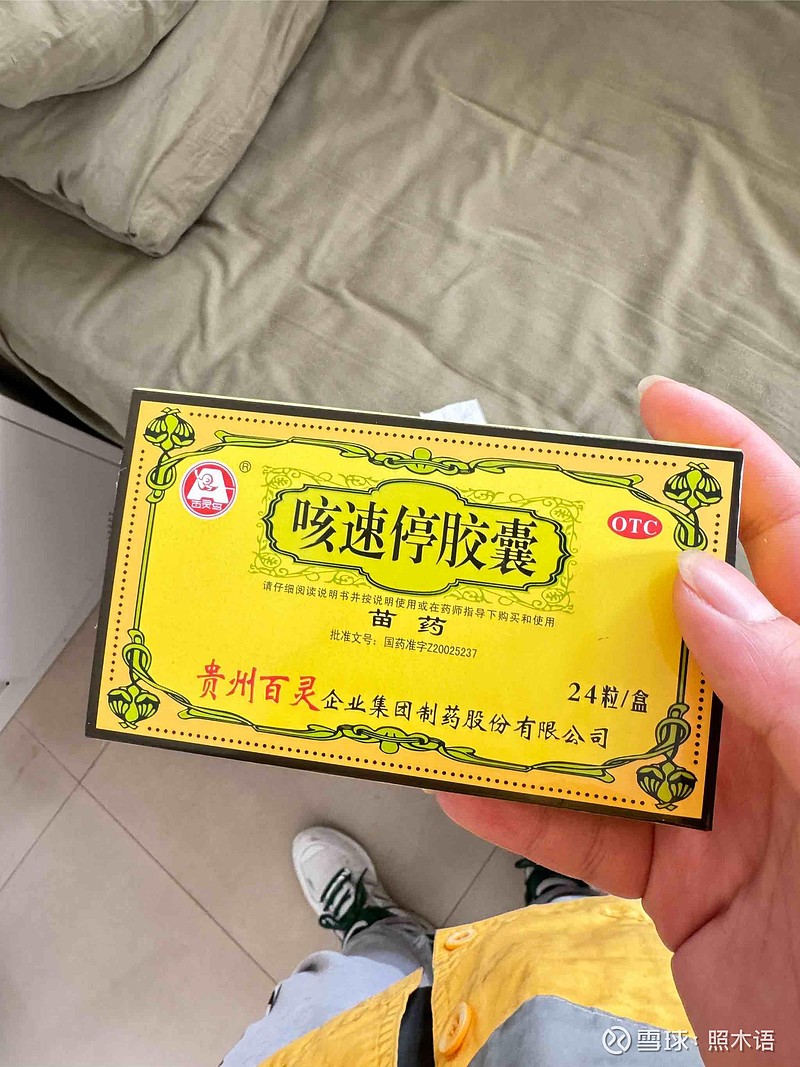 百灵鸟
®
咳速停胶囊
OTC
请仔细阅读说明书并按说明使用或在药师指导下购买和使用
苗药
批准文号：国药准字Z20025237
24粒/盒
贵州百灵企业集团制药股份有限公司
雪球：照木语